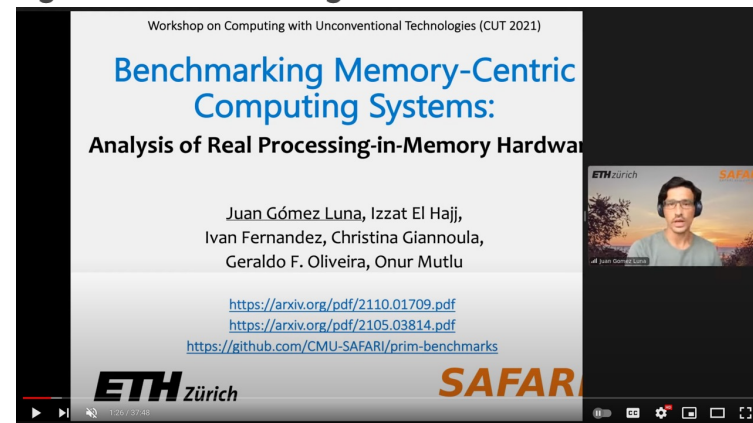 Workshop on Computing with Unconventional Technologies (CUT 2021)
Benchmarking Memory-Centric
Computing Systems:
Analysis of Real Processing-in-Memory Hardwar
Juan Gómez Luna, Izzat El Hajj,
Ivan Fernandez, Christina Giannoula,
Geraldo F. Oliveira, Onur Mutlu
https://arxiv.org/pdf/2110.01709.pdf
https://arxiv.org/pdf/2105.03814.pdf
https://github.com/CMU-SAFARI/prim-benchmarks
ETH Zürich
SAFARI
ETH zürich
SAFAR
Juan Gomez Luna
1:26 / 37:48
CC